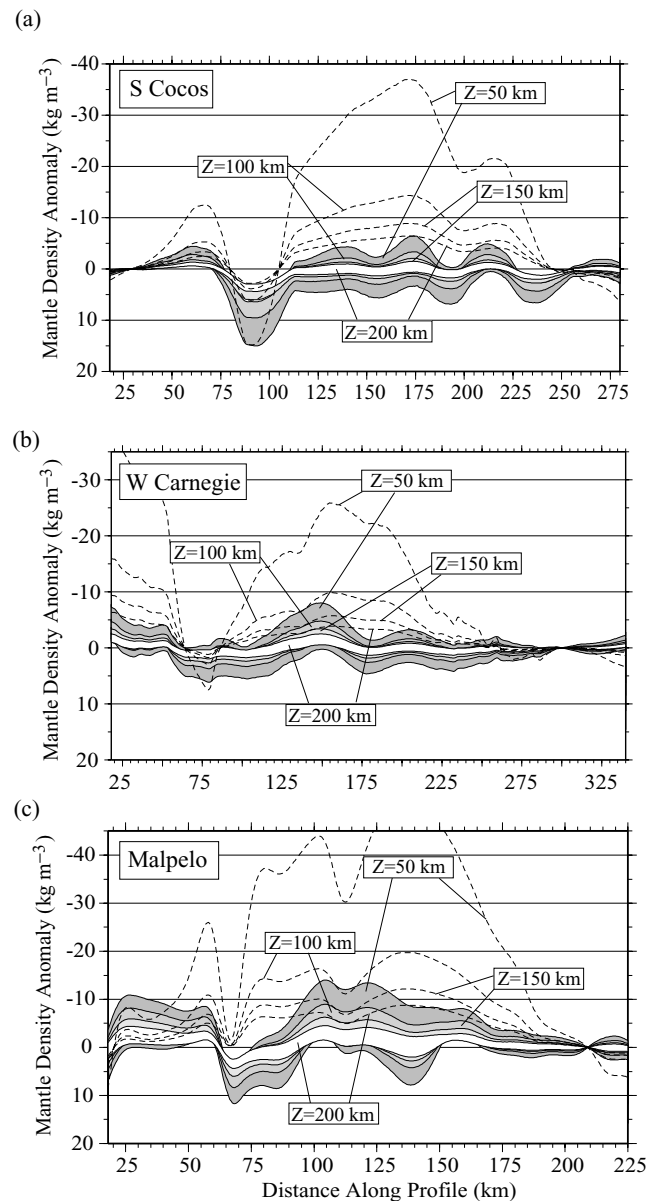 (a)
-40
S Cocos
Z=50 km
-30
-20
Z=100 km
Z=150 km
-10
0
10
Z=200 km
20
Mantle Density Anomaly (kg m⁻³)
25 50 75 100 125 150 175 200 225 250 275
(b)
-30
W Carnegie
Z=50 km
-20
Z=100 km
Z=150 km
-10
0
10
Z=200 km
20
Mantle Density Anomaly (kg m⁻³)
25 75 125 175 225 275 325
(c)
-40
Malpelo
Z=50 km
-30
-20
Z=100 km
Z=150 km
-10
0
10
Z=200 km
20
Mantle Density Anomaly (kg m⁻³)
25 50 75 100 125 150 175 200 225
Distance Along Profile (km)